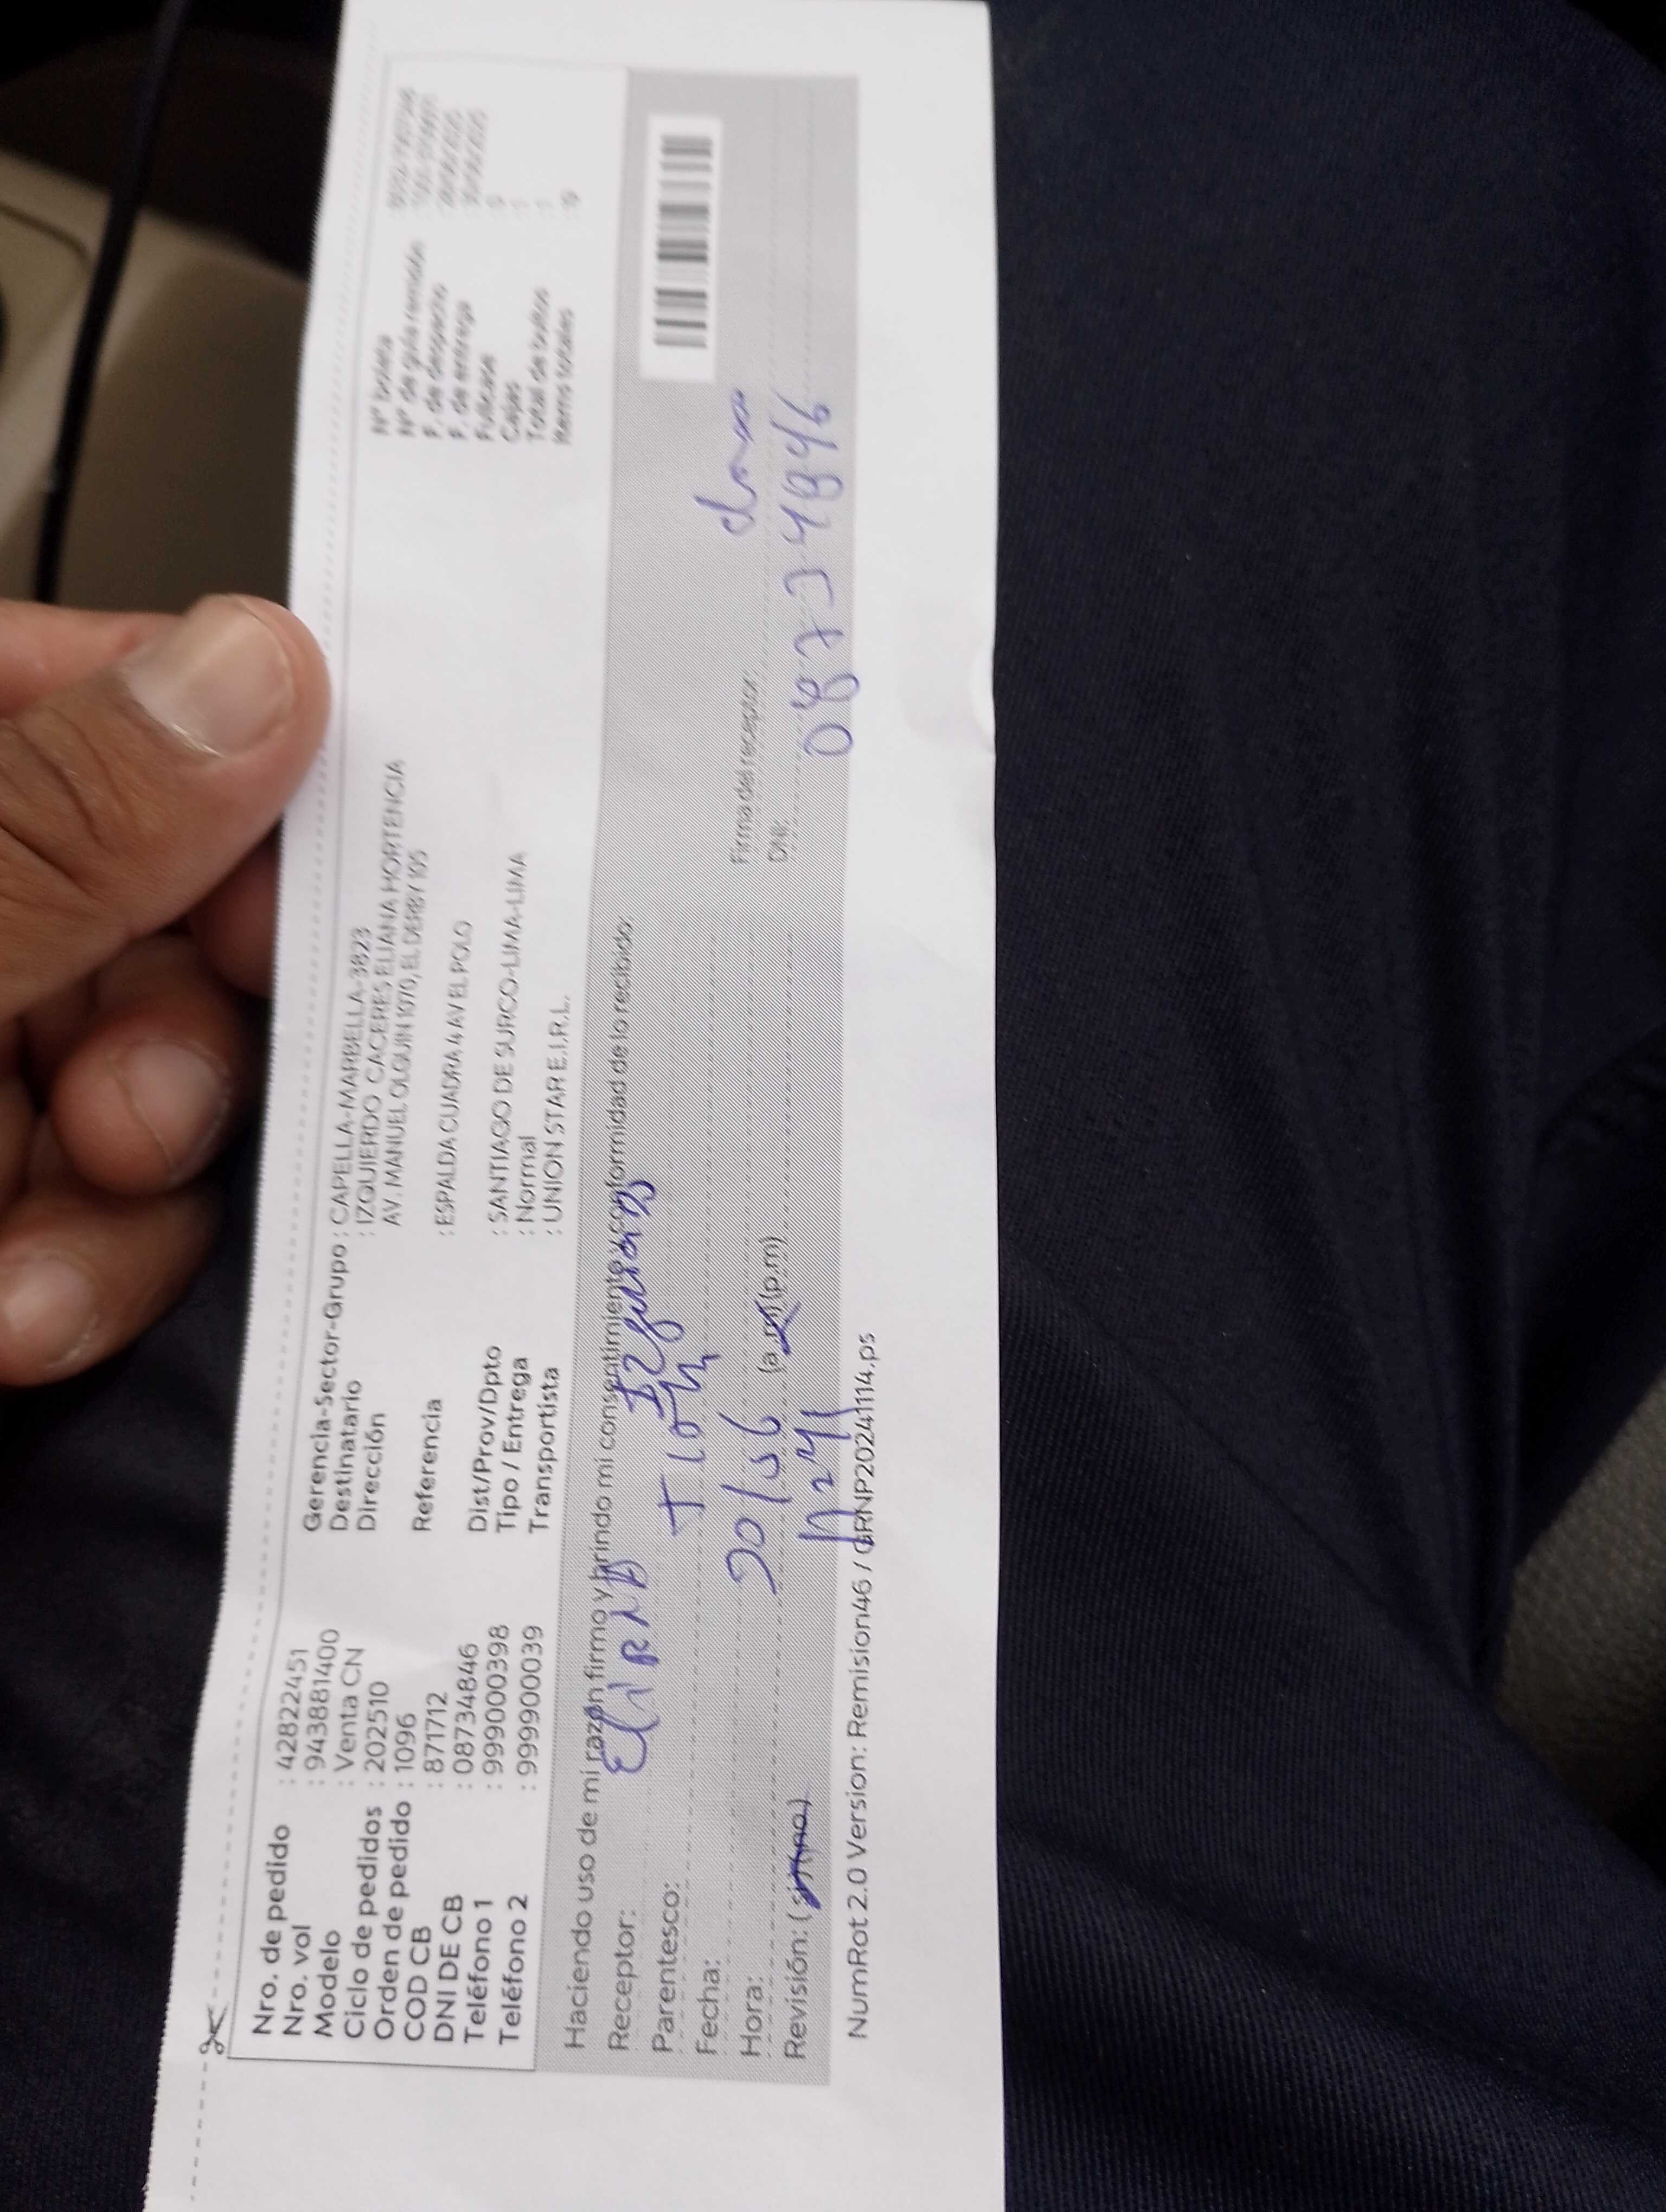 Nro. de pedido : 42822451
Nro. vol : 943881400
Modelo : Venta CN
Ciclo de pedidos : 202510
Orden de pedido : 1096
COD CB : 871712
DNI DE CB : 08734846
Teléfono 1 : 999000398
Teléfono 2 : 999900039
Gerencia-Sector-Grupo : CAPELLA-MARBELLA-3823
Destinatario : IZQUIERDO CACERES ELIANA HORTENCIA
Dirección AV. MANUEL OLGUIN 1070, EL DERBY 105
Referencia : ESPALDA CUADRA 4 AV EL POLO
Dist/Prov/Dpto : SANTIAGO DE SURCO-LIMA-LIMA
Tipo / Entrega : Normal
Transportista : UNION STAR E.I.R.L.
Nº boleta
Nº de guía remisión
F. de despacho
F. de entrega
Fullcase
Cajas
Total de bultos
Items totales
Haciendo uso de mi razón firmo y brindo mi consentimiento y conformidad de lo recibido:
Receptor:
Parentesco:
Fecha:
Hora: (a.m)(p.m)
Revisión: (si)(no)
Firma del receptor:
DNI: 08734846
NumRot 2.0 Version: Remision46 / GRNP20241114.ps